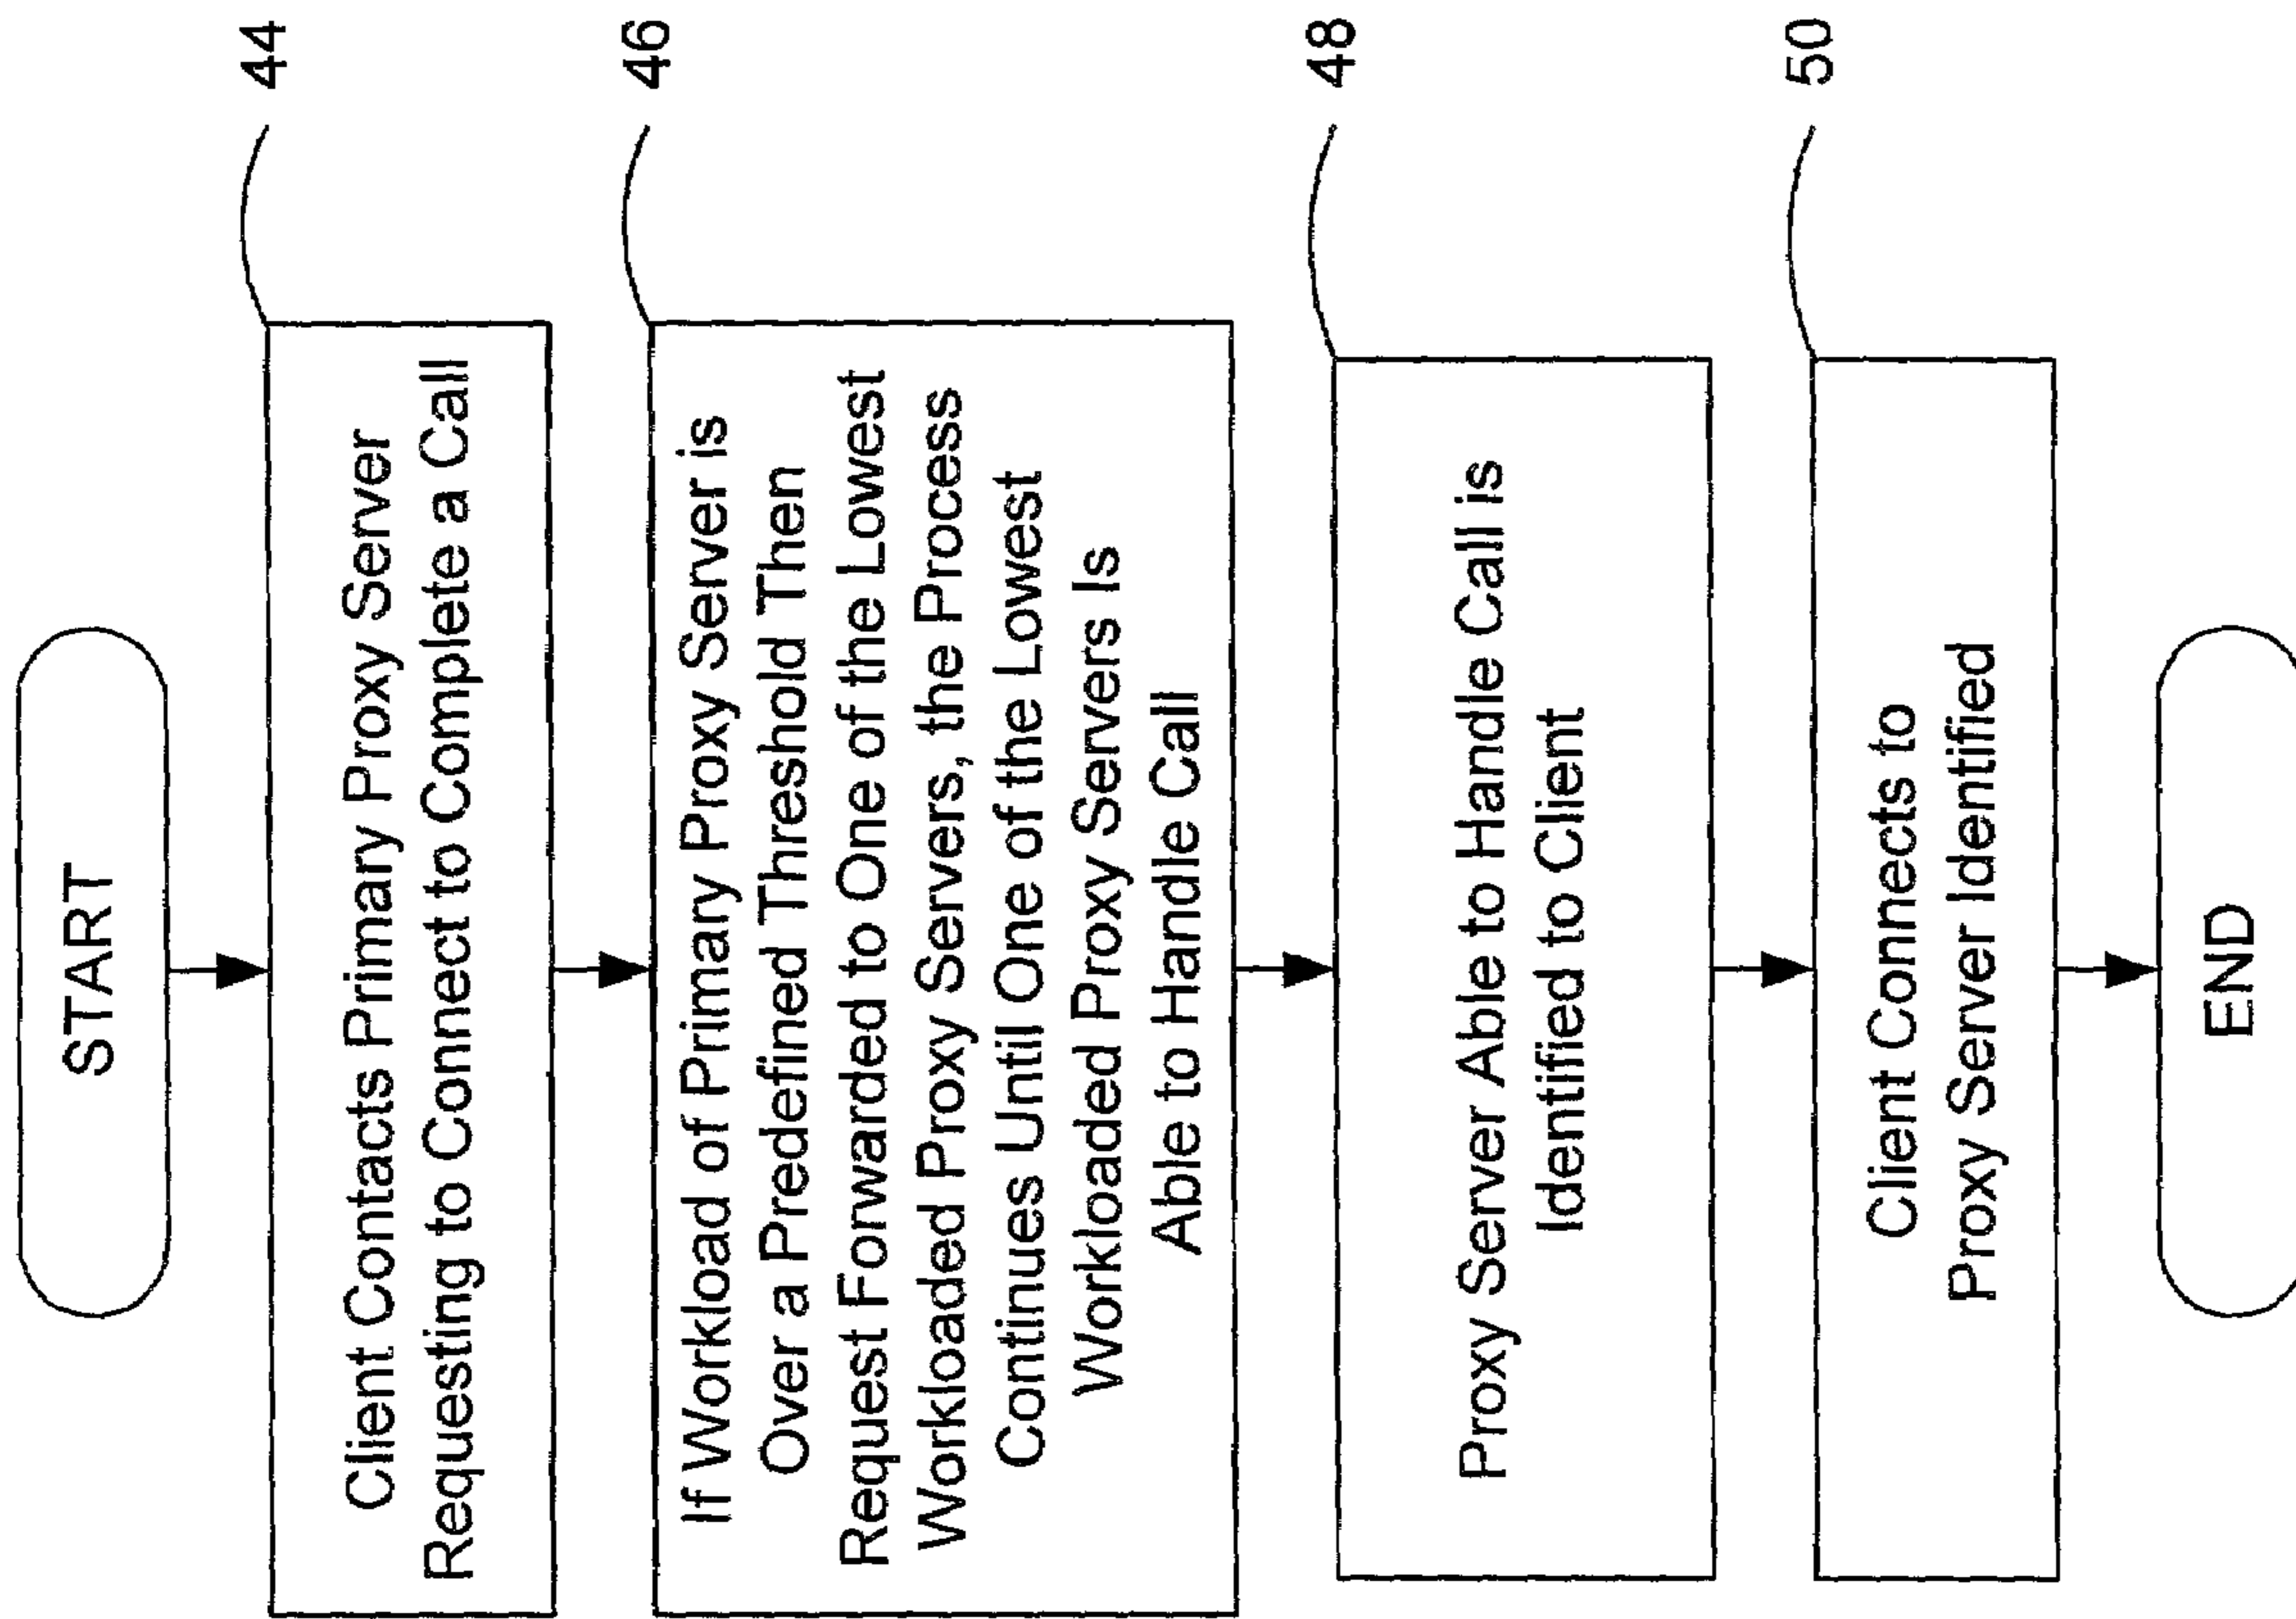 START
44
Client Contacts Primary Proxy Server
Requesting to Connect to Complete a Call
46
If Workload of Primary Proxy Server is
Over a Predefined Threshold Then
Request Forwarded to One of the Lowest
Workloaded Proxy Servers, the Process
Continues Until One of the Lowest
Workloaded Proxy Servers Is
Able to Handle Call
48
Proxy Server Able to Handle Call is
Identified to Client
50
Client Connects to
Proxy Server Identified
END